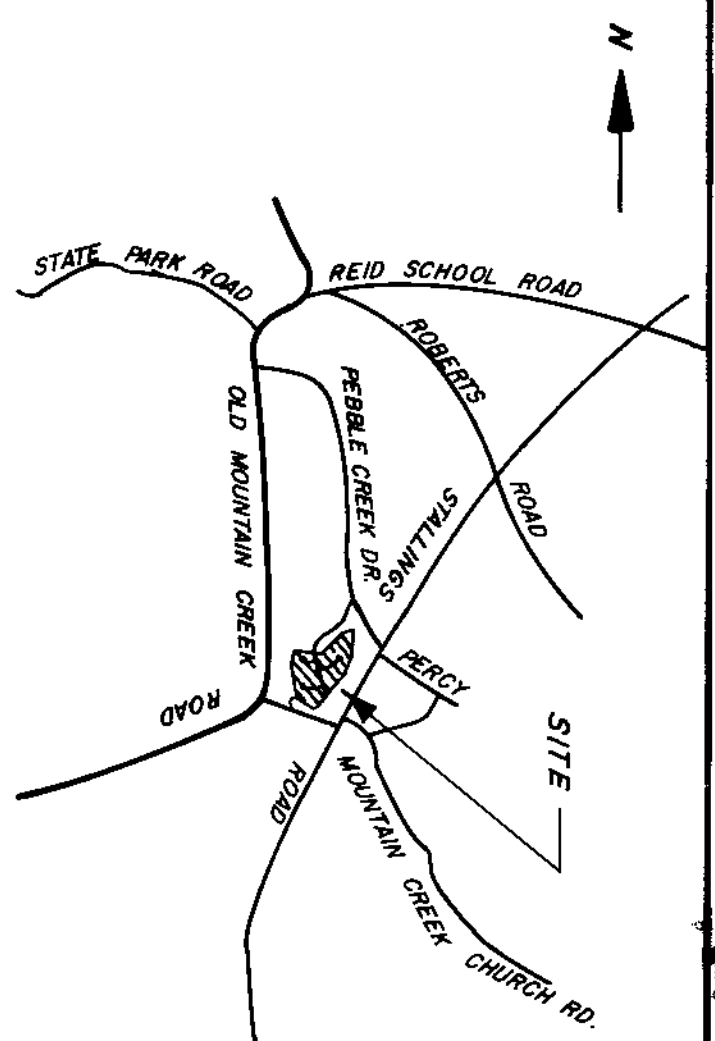 N
STATE PARK ROAD
REID SCHOOL ROAD
ROBERTS
ROAD
PEBBLE CREEK DR.
OLD MOUNTAIN CREEK
ROAD
STALLINGS
ROAD
PERCY
SITE
MOUNTAIN CREEK CHURCH RD.